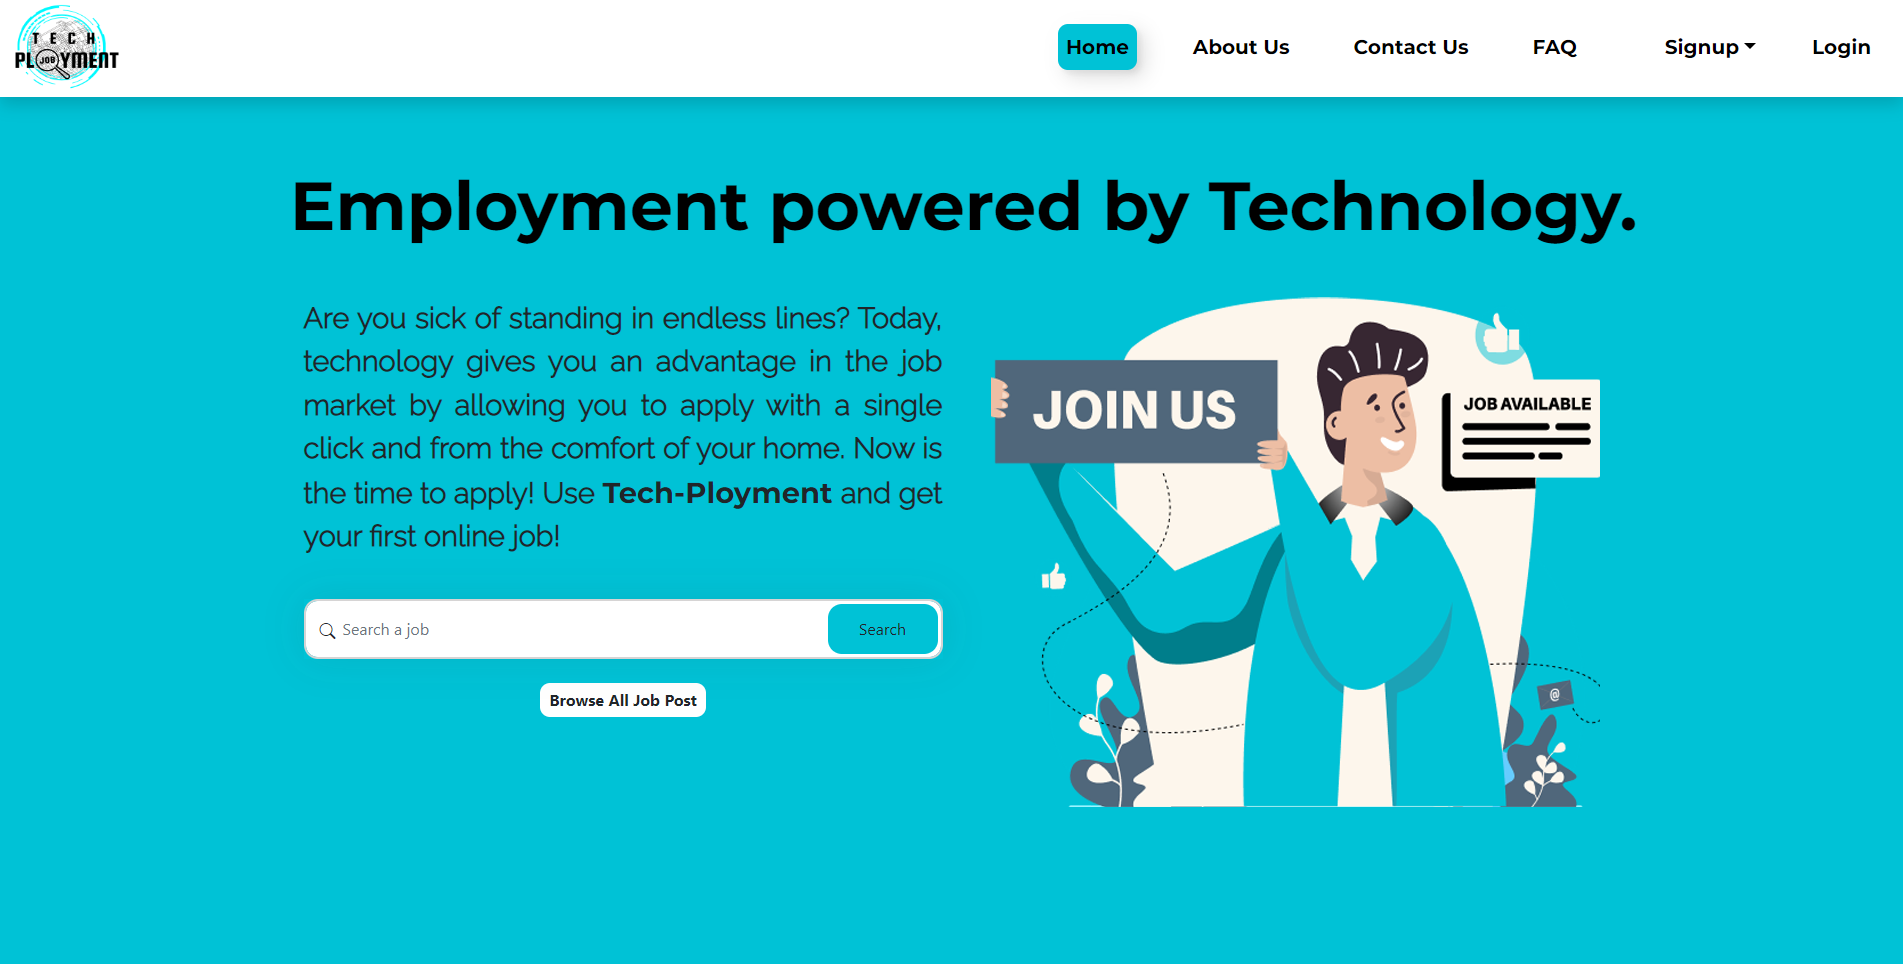 TECH
PLOYMENT
JOB
Home
About Us
Contact Us
FAQ
Signup
Login
Employment powered by Technology.
Are you sick of standing in endless lines? Today,
technology gives you an advantage in the job
market by allowing you to apply with a single
click and from the comfort of your home. Now is
the time to apply! Use Tech-Ployment and get
your first online job!
Search a job
Search
Browse All Job Post
JOIN US
JOB AVAILABLE
@